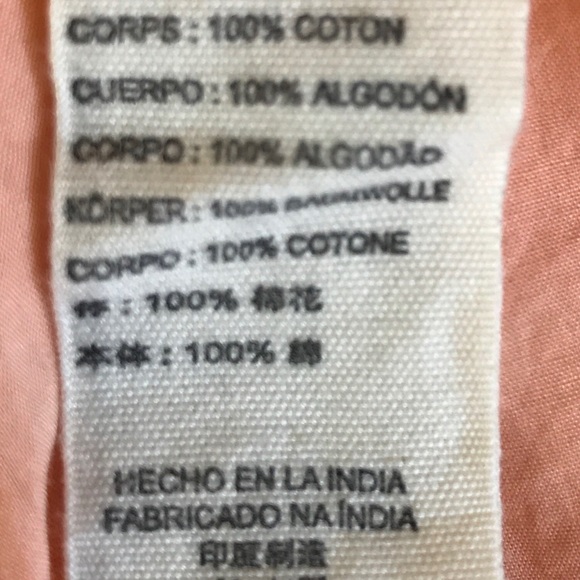 CORPS : 100% COTON
CUERPO : 100% ALGODÓN
CORPO : 100% ALGODÃO
KÖRPER : 100% BAUMWOLLE
CORPO : 100% COTONE
体 : 100% 棉花
本体 : 100% 綿
HECHO EN LA INDIA
FABRICADO NA ÍNDIA
印度制造